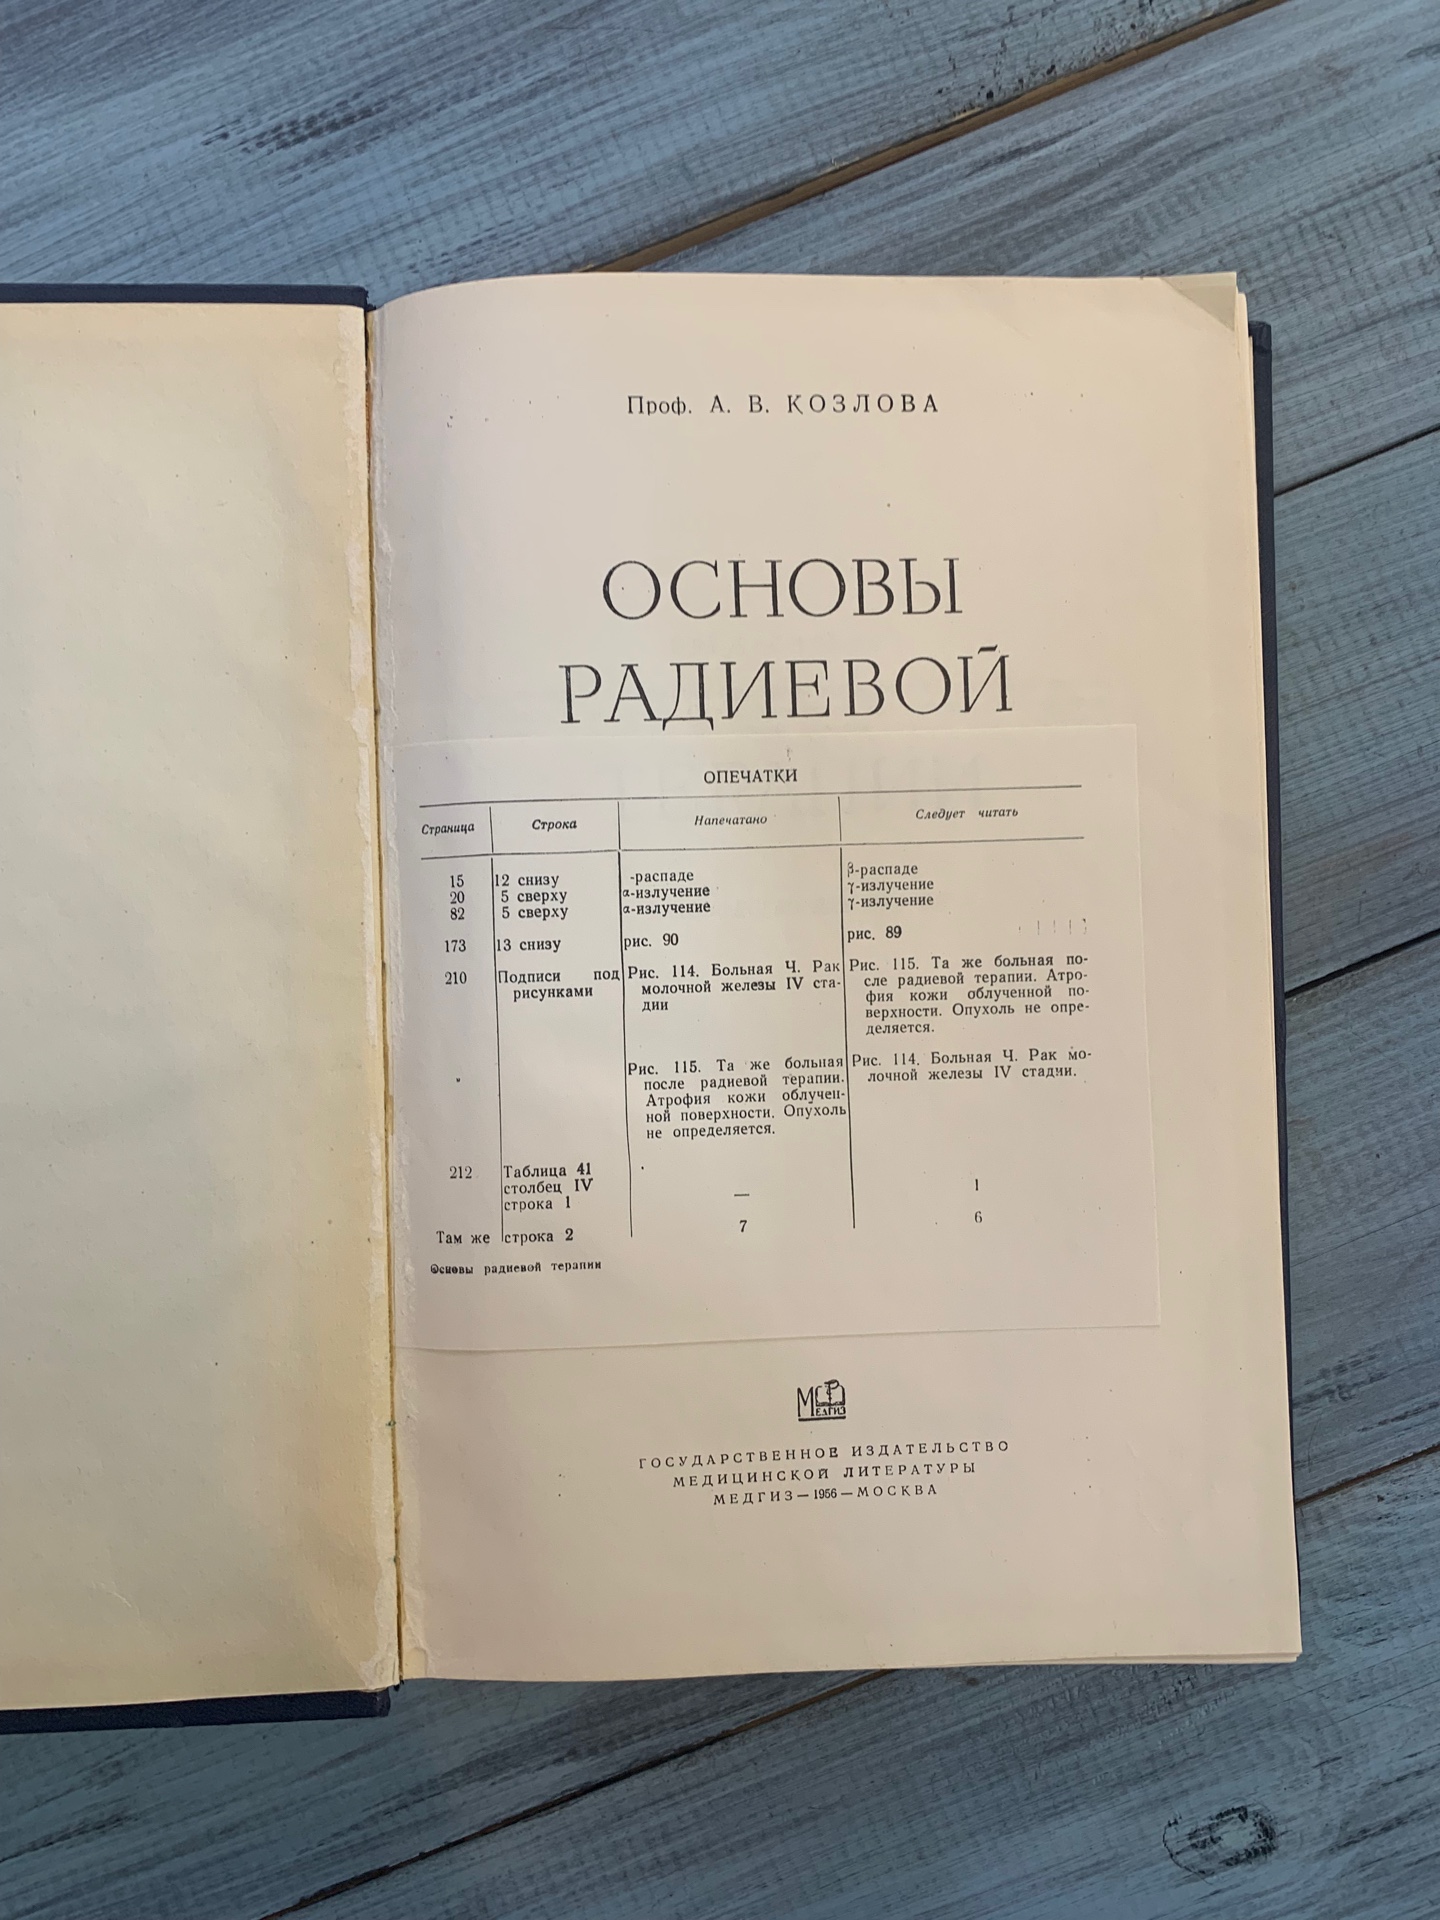 Проф. А. В. КОЗЛОВА
ОСНОВЫ
РАДИЕВОЙ
ОПЕЧАТКИ
Страница Строка Напечатано Следует читать
15 12 снизу -распаде β-распаде
20 5 сверху α-излучение γ-излучение
82 5 сверху α-излучение γ-излучение
173 13 снизу рис. 90 рис. 89
210 Подписи под Рис. 114. Больная Ч. Рак Рис. 115. Та же больная по-
рисунками молочной железы IV ста- сле радиевой терапии. Атро-
дии фия кожи облученной по-
верхности. Опухоль не опре-
деляется.
Рис. 115. Та же больная Рис. 114. Больная Ч. Рак мо-
после радиевой терапии. лочной железы IV стадии.
Атрофия кожи облучен-
ной поверхности. Опухоль
не определяется.
212 Таблица 41
столбец IV
строка 1 — 1
Там же строка 2 7 6
Основы радиевой терапии
МЕДГИЗ
ГОСУДАРСТВЕННОЕ ИЗДАТЕЛЬСТВО
МЕДИЦИНСКОЙ ЛИТЕРАТУРЫ
МЕДГИЗ — 1956 — МОСКВА